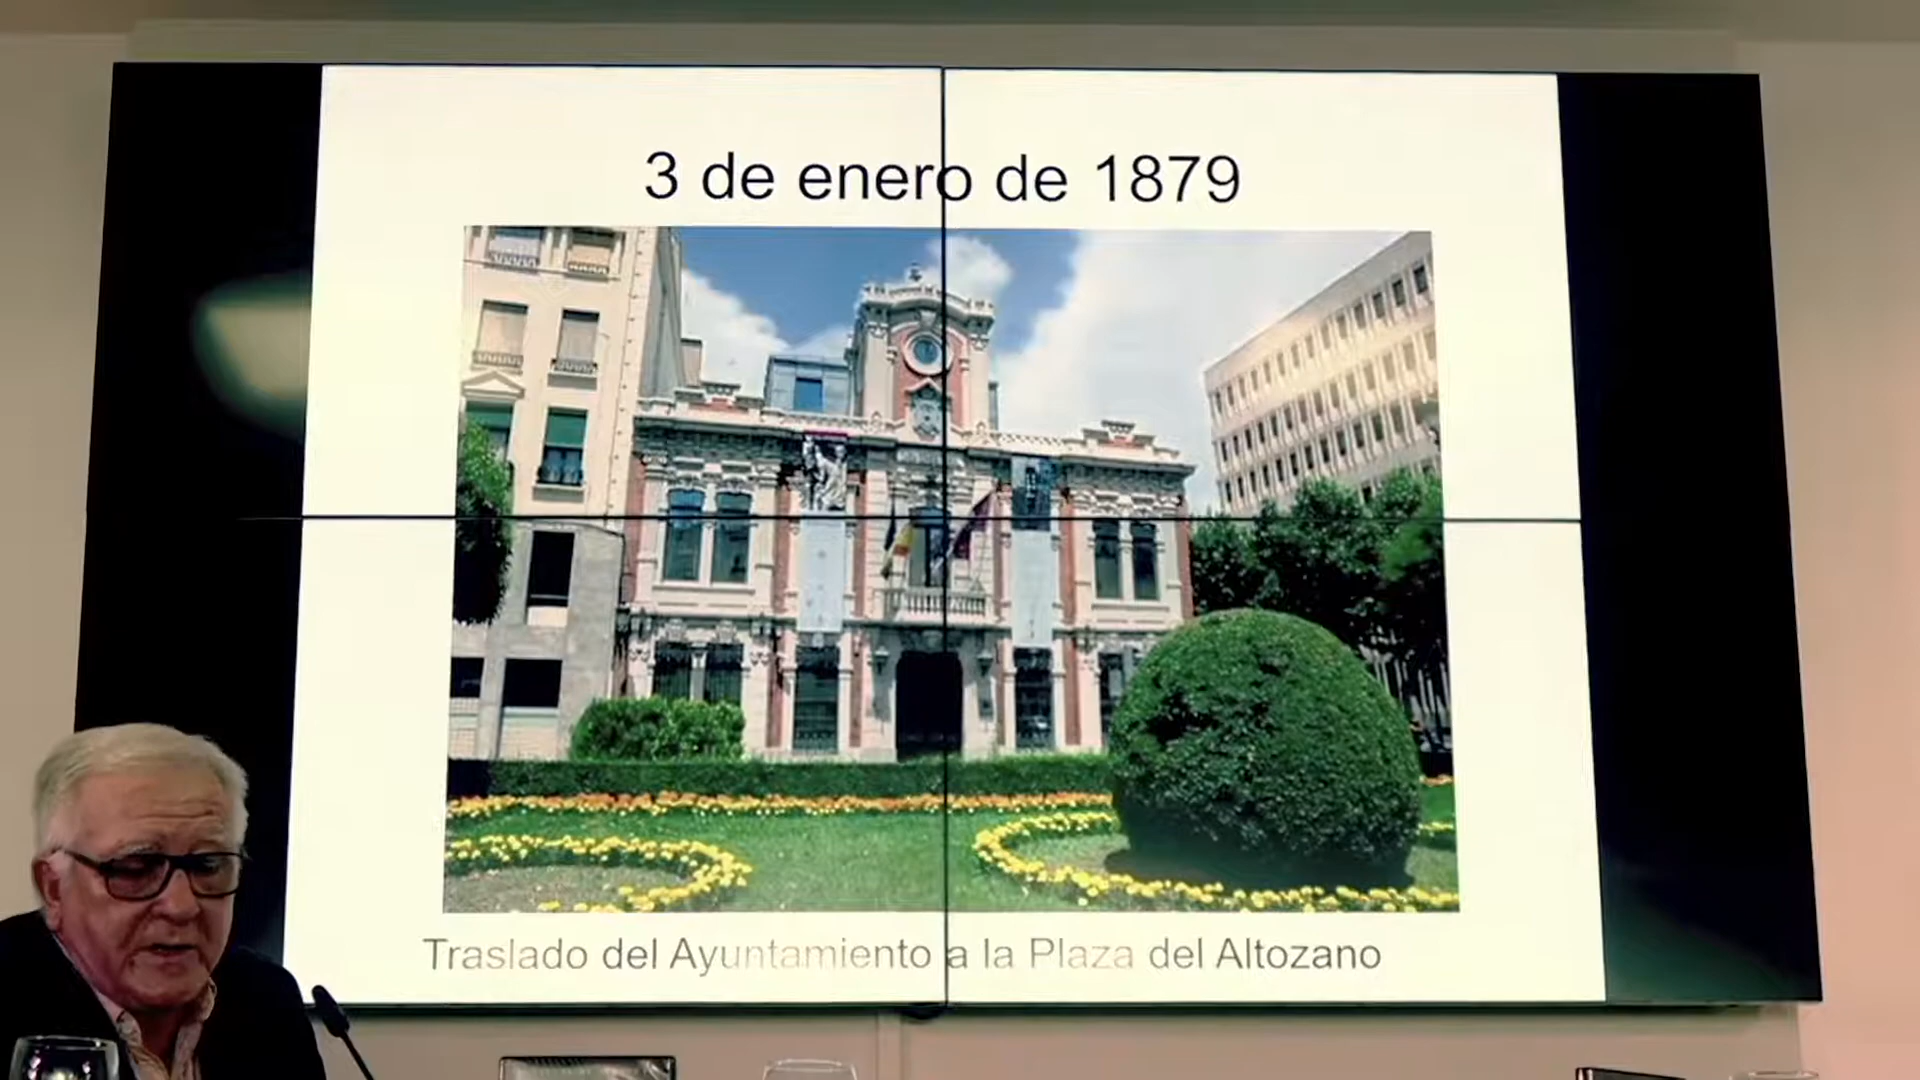 3 de enero de 1879
Traslado del Ayuntamiento a la Plaza del Altozano